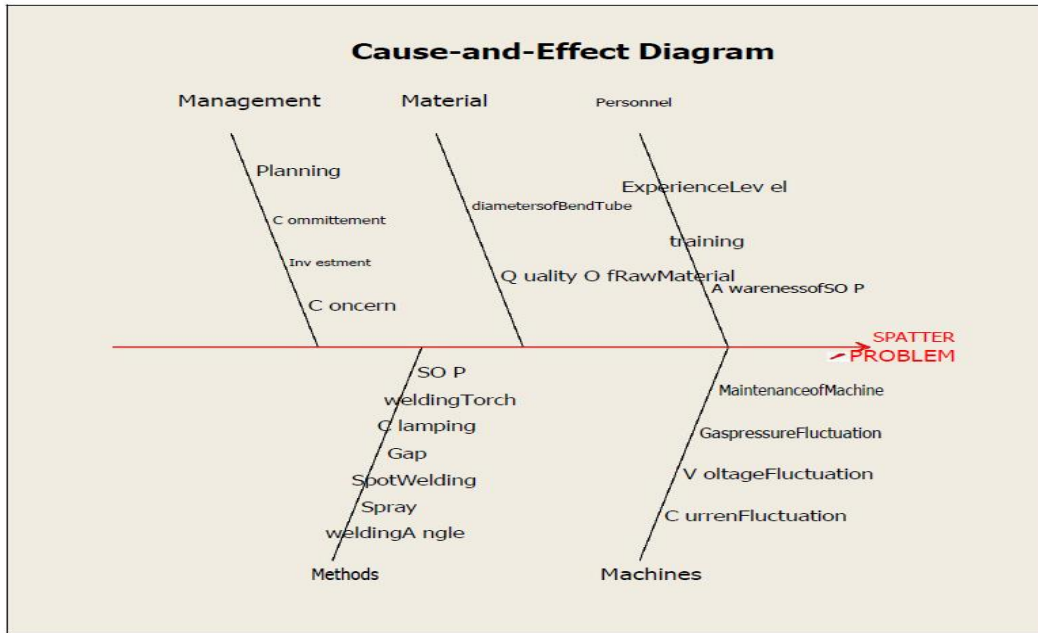 Cause-and-Effect Diagram
Management
Material
Personnel
Planning
C ommittement
Inv estment
C oncern
diametersofBendTube
Q uality O fRawMaterial
ExperienceLev el
training
A warenessofSO P
SPATTER
PROBLEM
SO P
weldingTorch
C lamping
Gap
SpotWelding
Spray
weldingA ngle
Methods
MaintenanceofMachine
GaspressureFluctuation
V oltageFluctuation
C urrenFluctuation
Machines